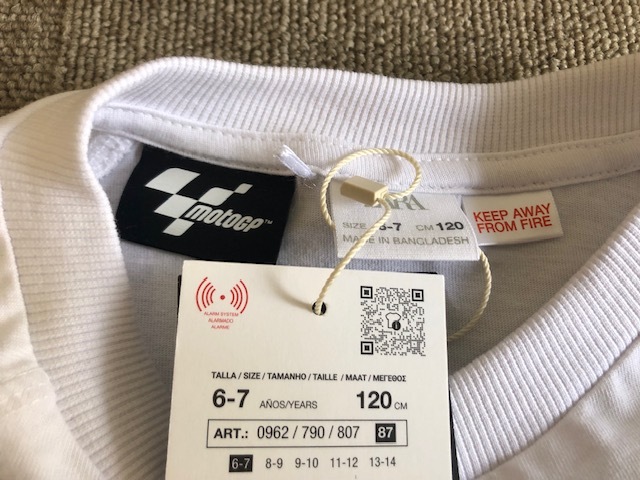 motoGP™
SIZE 6-7 CM 120
MADE IN BANGLADESH
KEEP AWAY
FROM FIRE
ALARM SYSTEM
ALARMADO
ALARME
TALLA / SIZE / TAMANHO / TAILLE / MAAT / ΜΕΓΕΘΟΣ
6-7 AÑOS/YEARS 120 CM
ART.: 0962 / 790 / 807 87
6-7 8-9 9-10 11-12 13-14